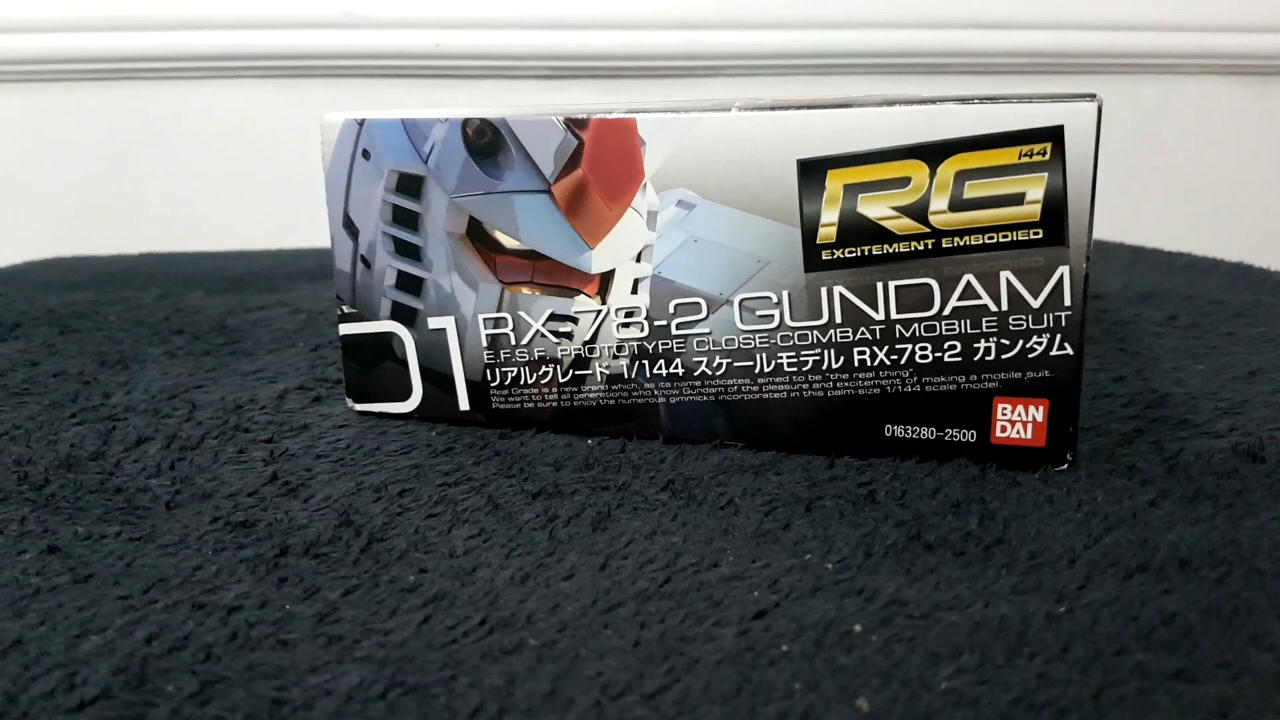 RG 144
EXCITEMENT EMBODIED
01
RX-78-2 GUNDAM
E.F.S.F. PROTOTYPE CLOSE-COMBAT MOBILE SUIT
リアルグレード 1/144 スケールモデル RX-78-2 ガンダム
Real Grade is a new brand which, as its name indicates, aimed to be "the real thing".
We want to tell all generations who know Gundam of the pleasure and excitement of making a mobile suit.
Please be sure to enjoy the numerous gimmicks incorporated in this palm-size 1/144 scale model.
0163280-2500
BAN
DAI